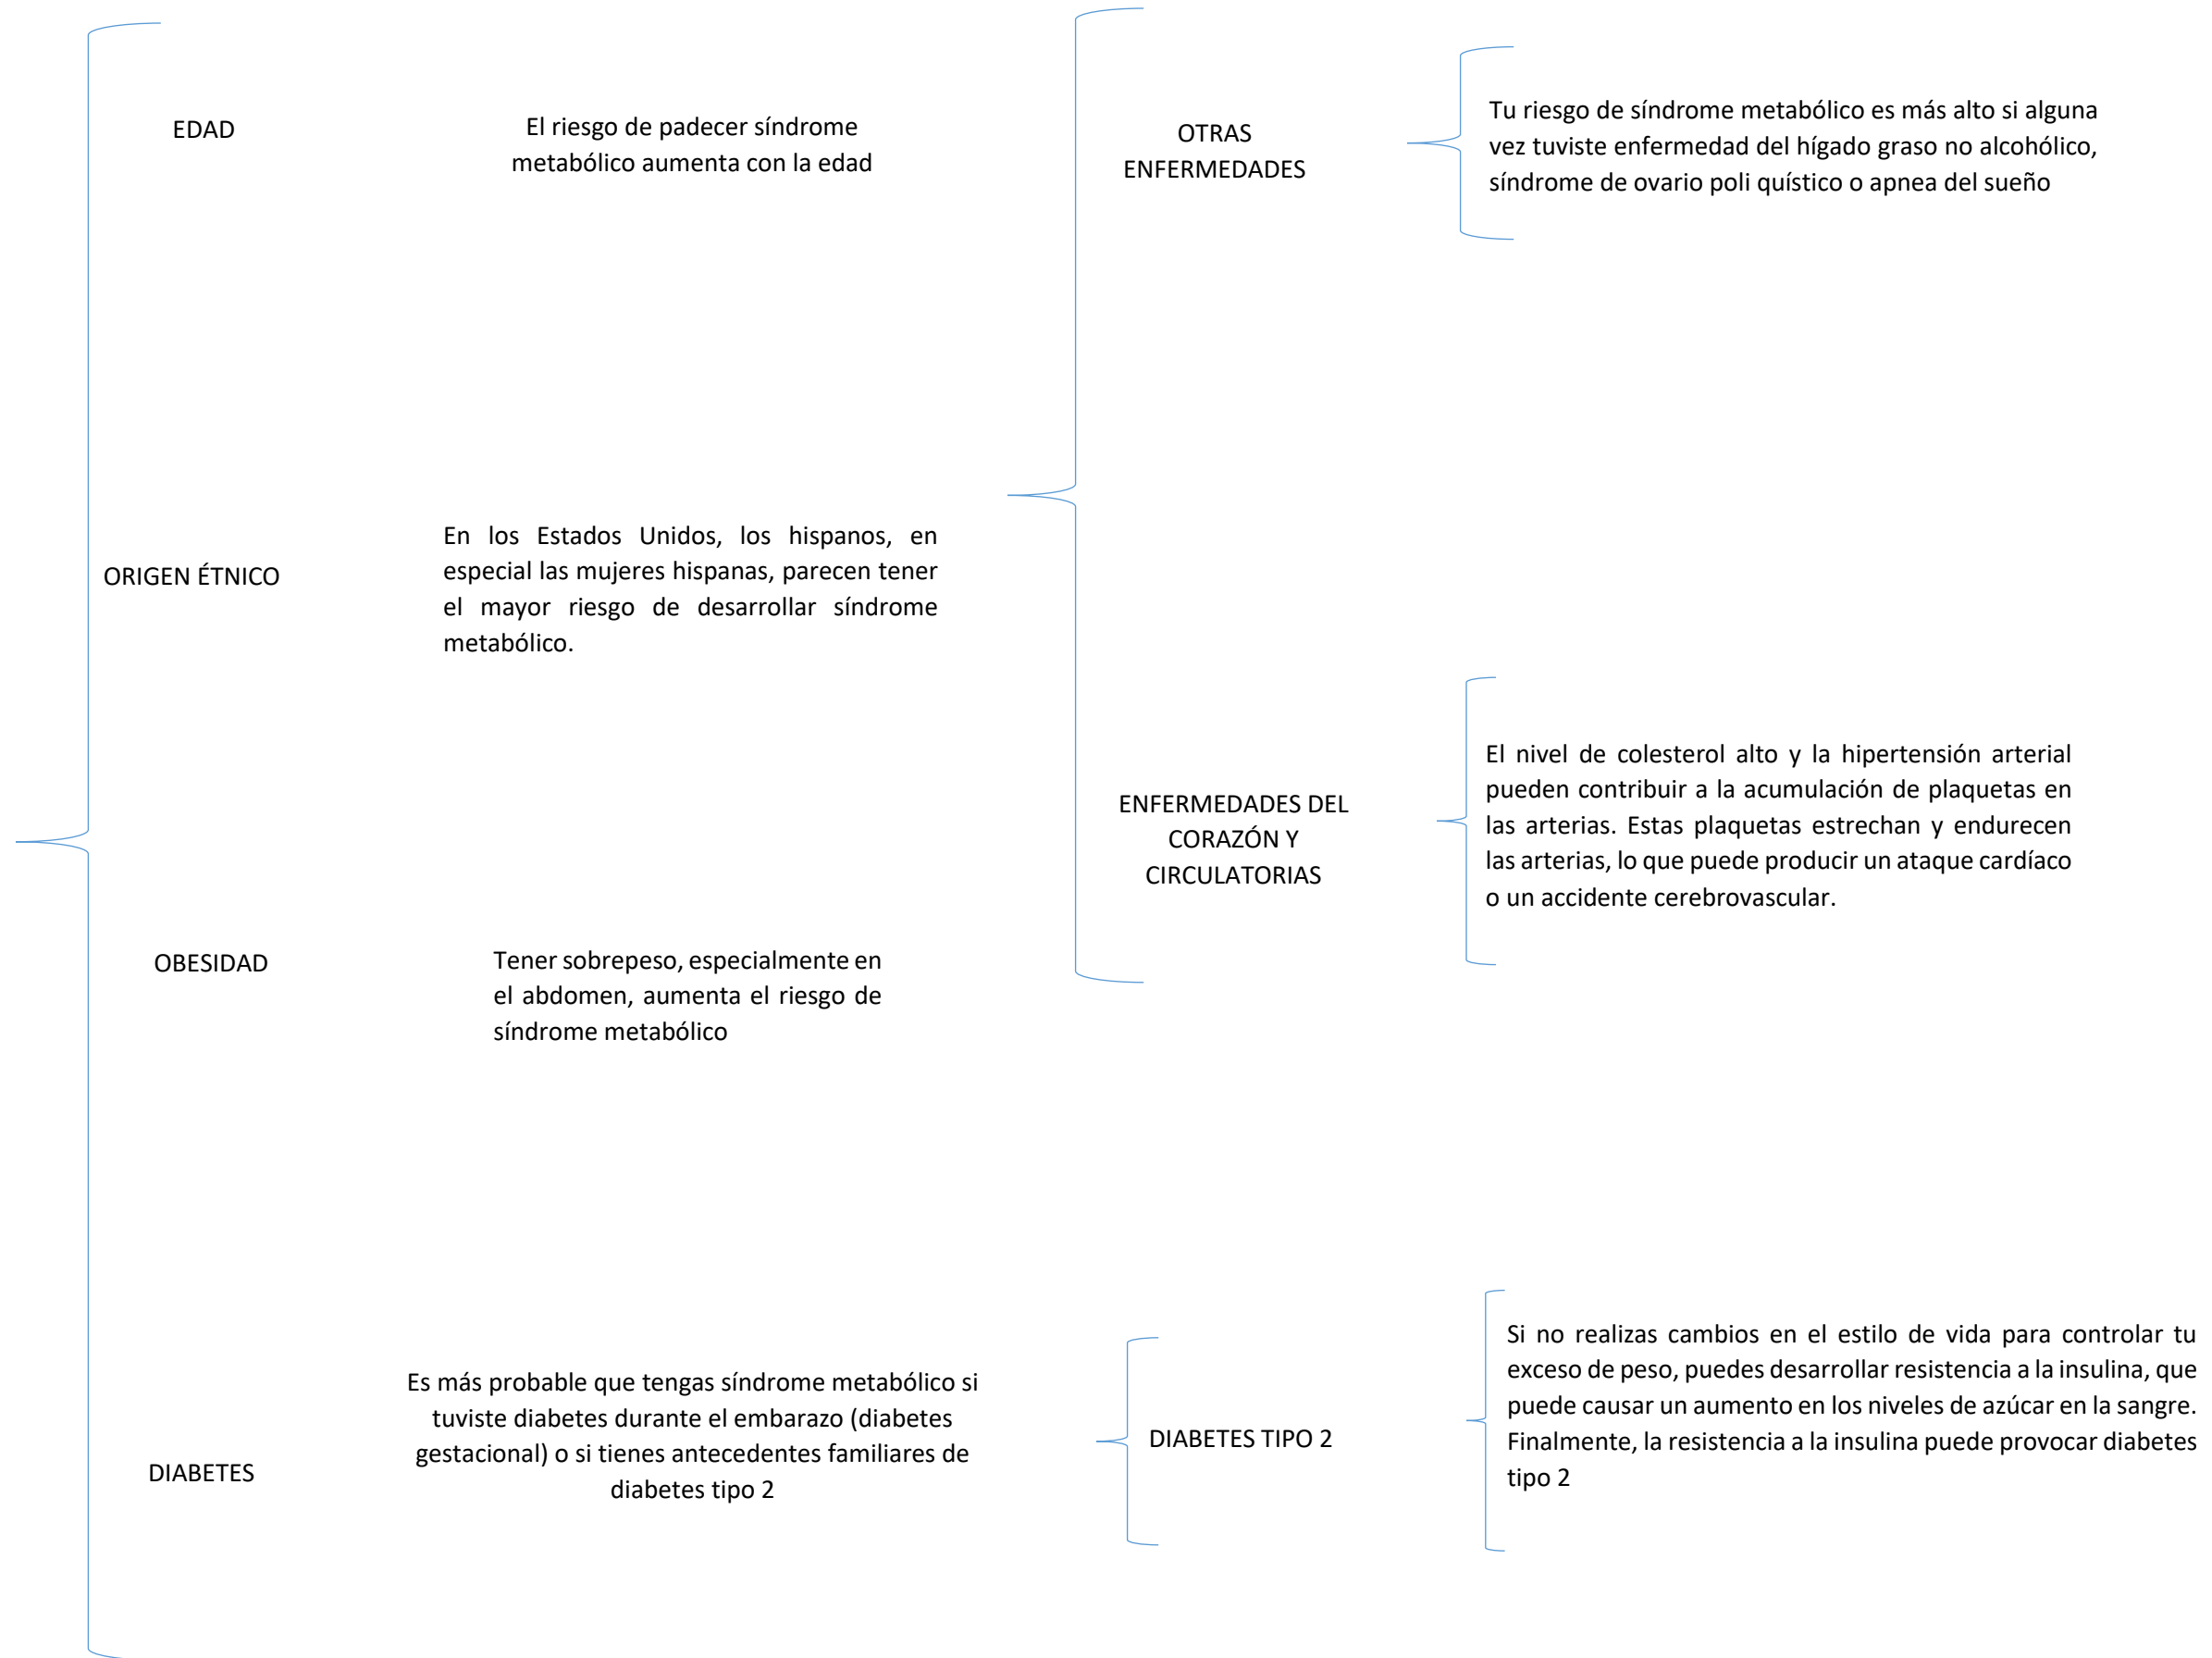 EDAD
El riesgo de padecer síndrome
metabólico aumenta con la edad
ORIGEN ÉTNICO
En los Estados Unidos, los hispanos, en
especial las mujeres hispanas, parecen tener
el mayor riesgo de desarrollar síndrome
metabólico.
OBESIDAD
Tener sobrepeso, especialmente en
el abdomen, aumenta el riesgo de
síndrome metabólico
DIABETES
Es más probable que tengas síndrome metabólico si
tuviste diabetes durante el embarazo (diabetes
gestacional) o si tienes antecedentes familiares de
diabetes tipo 2
OTRAS
ENFERMEDADES
Tu riesgo de síndrome metabólico es más alto si alguna
vez tuviste enfermedad del hígado graso no alcohólico,
síndrome de ovario poli quístico o apnea del sueño
ENFERMEDADES DEL
CORAZÓN Y
CIRCULATORIAS
El nivel de colesterol alto y la hipertensión arterial
pueden contribuir a la acumulación de plaquetas en
las arterias. Estas plaquetas estrechan y endurecen
las arterias, lo que puede producir un ataque cardíaco
o un accidente cerebrovascular.
DIABETES TIPO 2
Si no realizas cambios en el estilo de vida para controlar tu
exceso de peso, puedes desarrollar resistencia a la insulina, que
puede causar un aumento en los niveles de azúcar en la sangre.
Finalmente, la resistencia a la insulina puede provocar diabetes
tipo 2